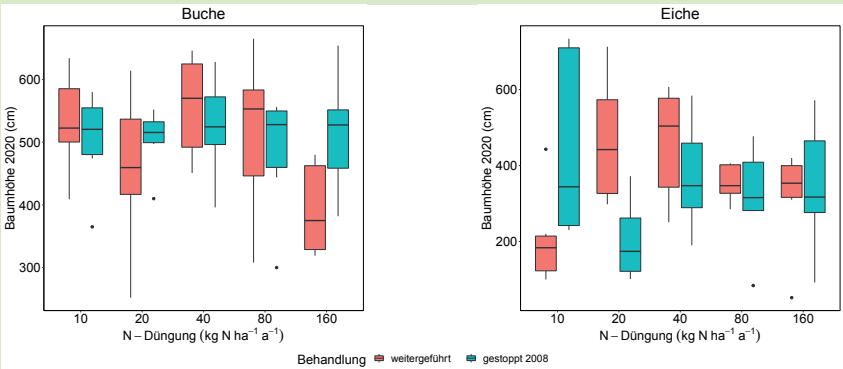 Buche
Eiche
Baumhöhe 2020 (cm)
600
500
400
300
10 20 40 80 160
N – Düngung (kg N ha⁻¹ a⁻¹)
Baumhöhe 2020 (cm)
600
400
200
10 20 40 80 160
N – Düngung (kg N ha⁻¹ a⁻¹)
Behandlung weitergeführt gestoppt 2008